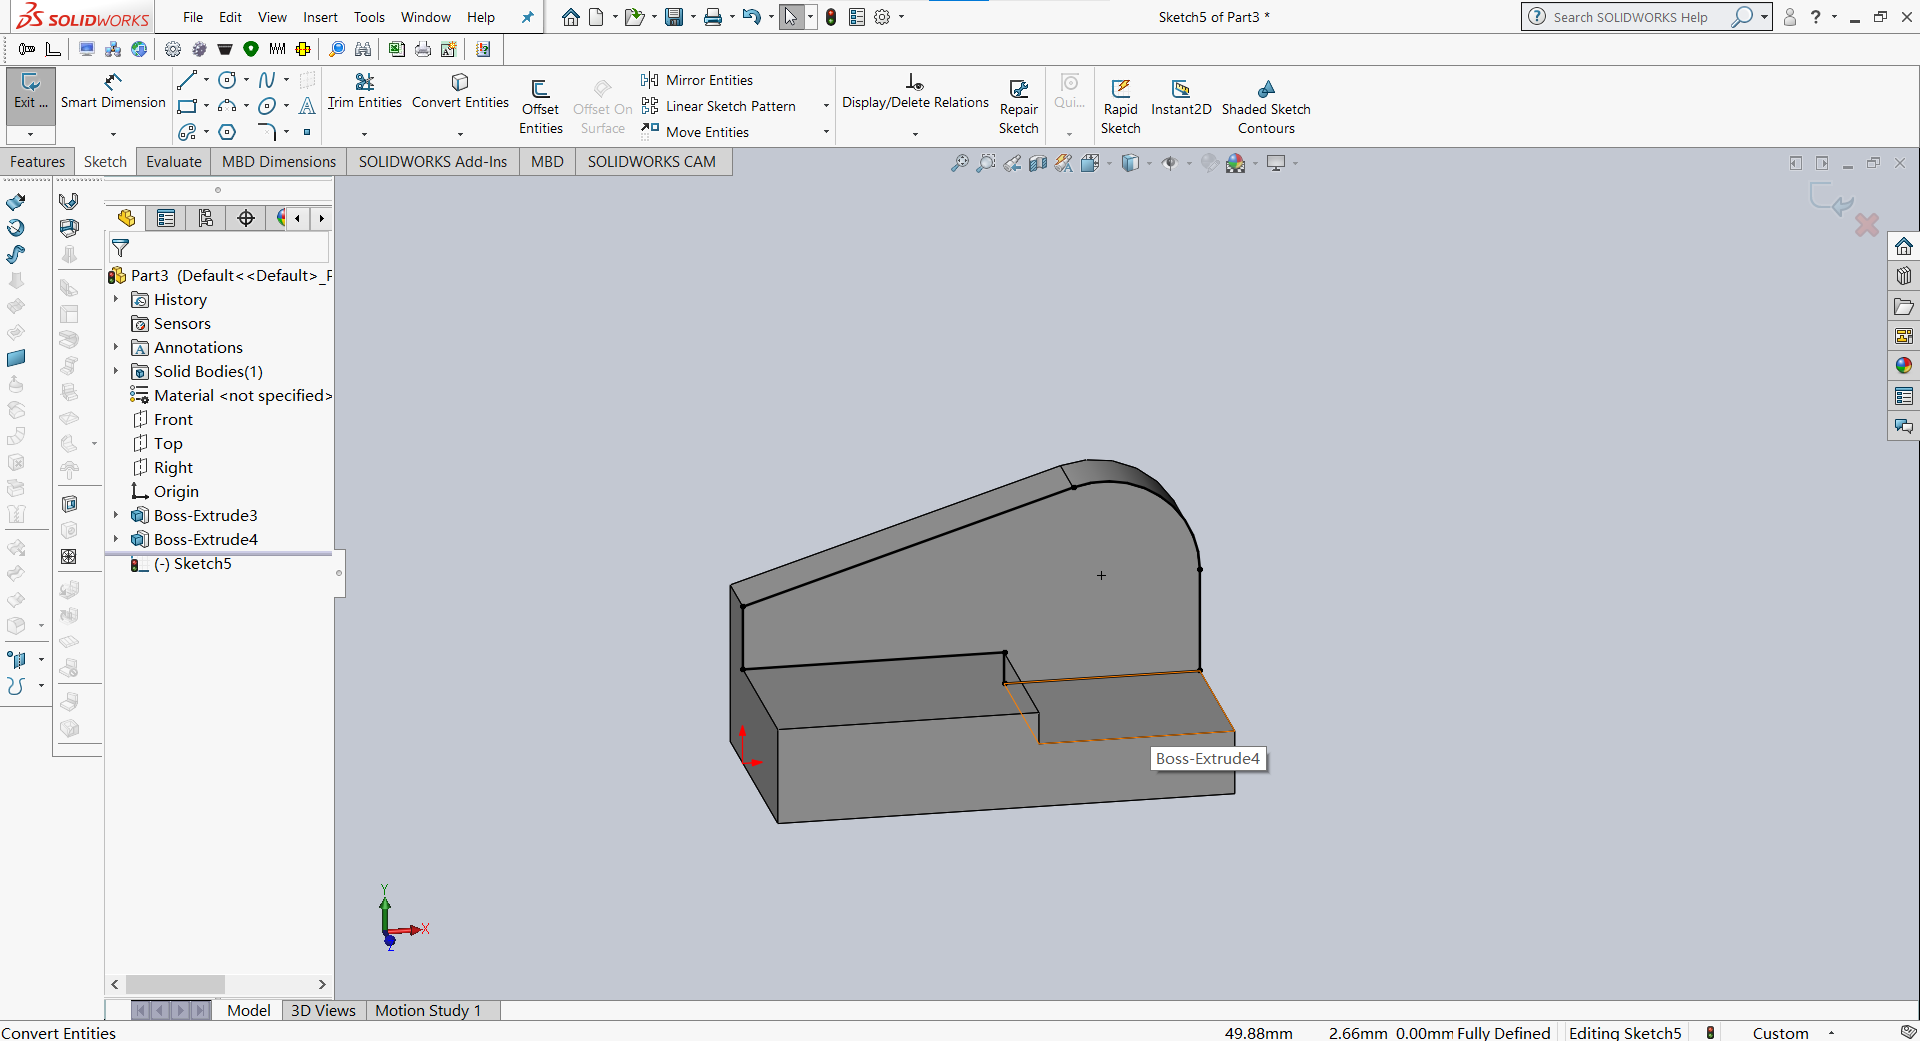 SOLIDWORKS
File Edit View Insert Tools Window Help
Sketch5 of Part3 *
Search SOLIDWORKS Help
Exit ...
Smart Dimension
Trim Entities
Convert Entities
Offset Entities
Offset On Surface
Mirror Entities
Linear Sketch Pattern
Move Entities
Display/Delete Relations
Repair Sketch
Qui...
Rapid Sketch
Instant2D
Shaded Sketch Contours
Features Sketch Evaluate MBD Dimensions SOLIDWORKS Add-Ins MBD SOLIDWORKS CAM
Part3 (Default<<Default>_F
History
Sensors
Annotations
Solid Bodies(1)
Material <not specified>
Front
Top
Right
Origin
Boss-Extrude3
Boss-Extrude4
(-) Sketch5
Boss-Extrude4
Y
X
Z
Model 3D Views Motion Study 1
Convert Entities 49.88mm 2.66mm 0.00mm Fully Defined Editing Sketch5 Custom